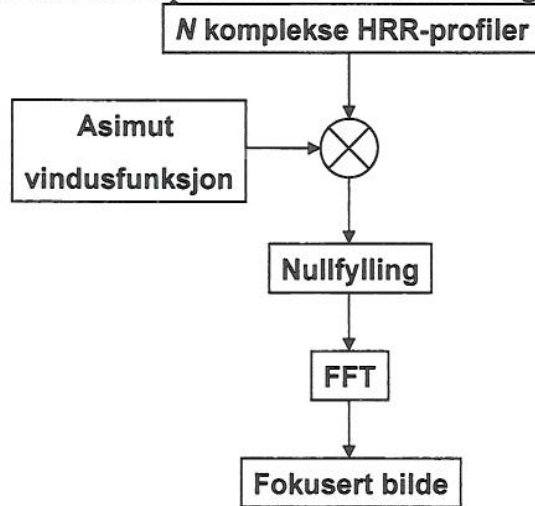 N komplekse HRR-profiler
Asimut
vindusfunksjon
Nullfylling
FFT
Fokusert bilde